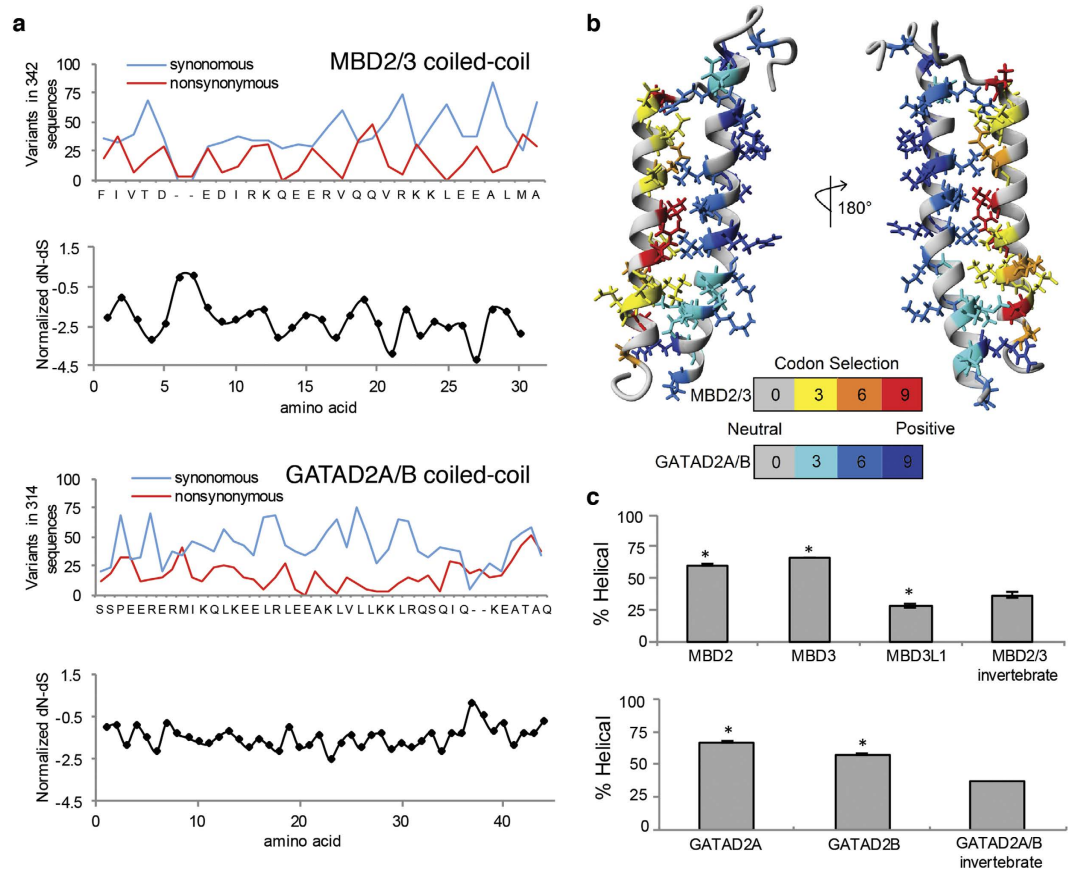 a
MBD2/3 coiled-coil
synonomous
nonsynonymous
Variants in 342
sequences
100
75
50
25
0
F I V T D - - E D I R K Q E E R V Q Q V R K K L E E A L M A
Normalized dN-dS
1.5
-0.5
-2.5
-4.5
0 5 10 15 20 25 30
amino acid
GATAD2A/B coiled-coil
synonomous
nonsynonymous
Variants in 314
sequences
100
75
50
25
0
S S P E E R E R M I K Q L K E E L R L E E A K L V L L K K L R Q S Q I Q - - K E A T A Q
Normalized dN-dS
1.5
-0.5
-2.5
-4.5
0 10 20 30 40
amino acid
b
180°
Codon Selection
MBD2/3 0 3 6 9
Neutral Positive
GATAD2A/B 0 3 6 9
c
% Helical
100
75
50
25
0
* * *
MBD2 MBD3 MBD3L1 MBD2/3
invertebrate
% Helical
100
75
50
25
0
* *
GATAD2A GATAD2B GATAD2A/B
invertebrate